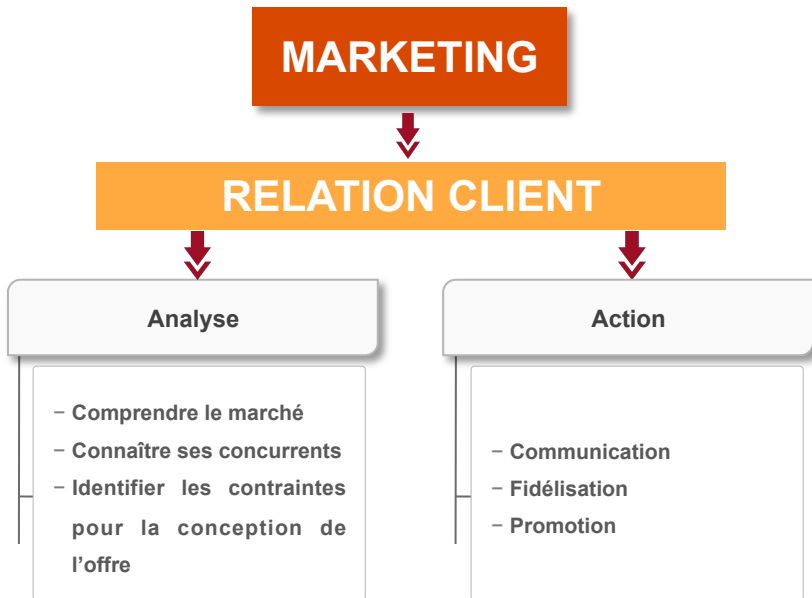 MARKETING
RELATION CLIENT
Analyse
– Comprendre le marché
– Connaître ses concurrents
– Identifier les contraintes
pour la conception de
l’offre
Action
– Communication
– Fidélisation
– Promotion